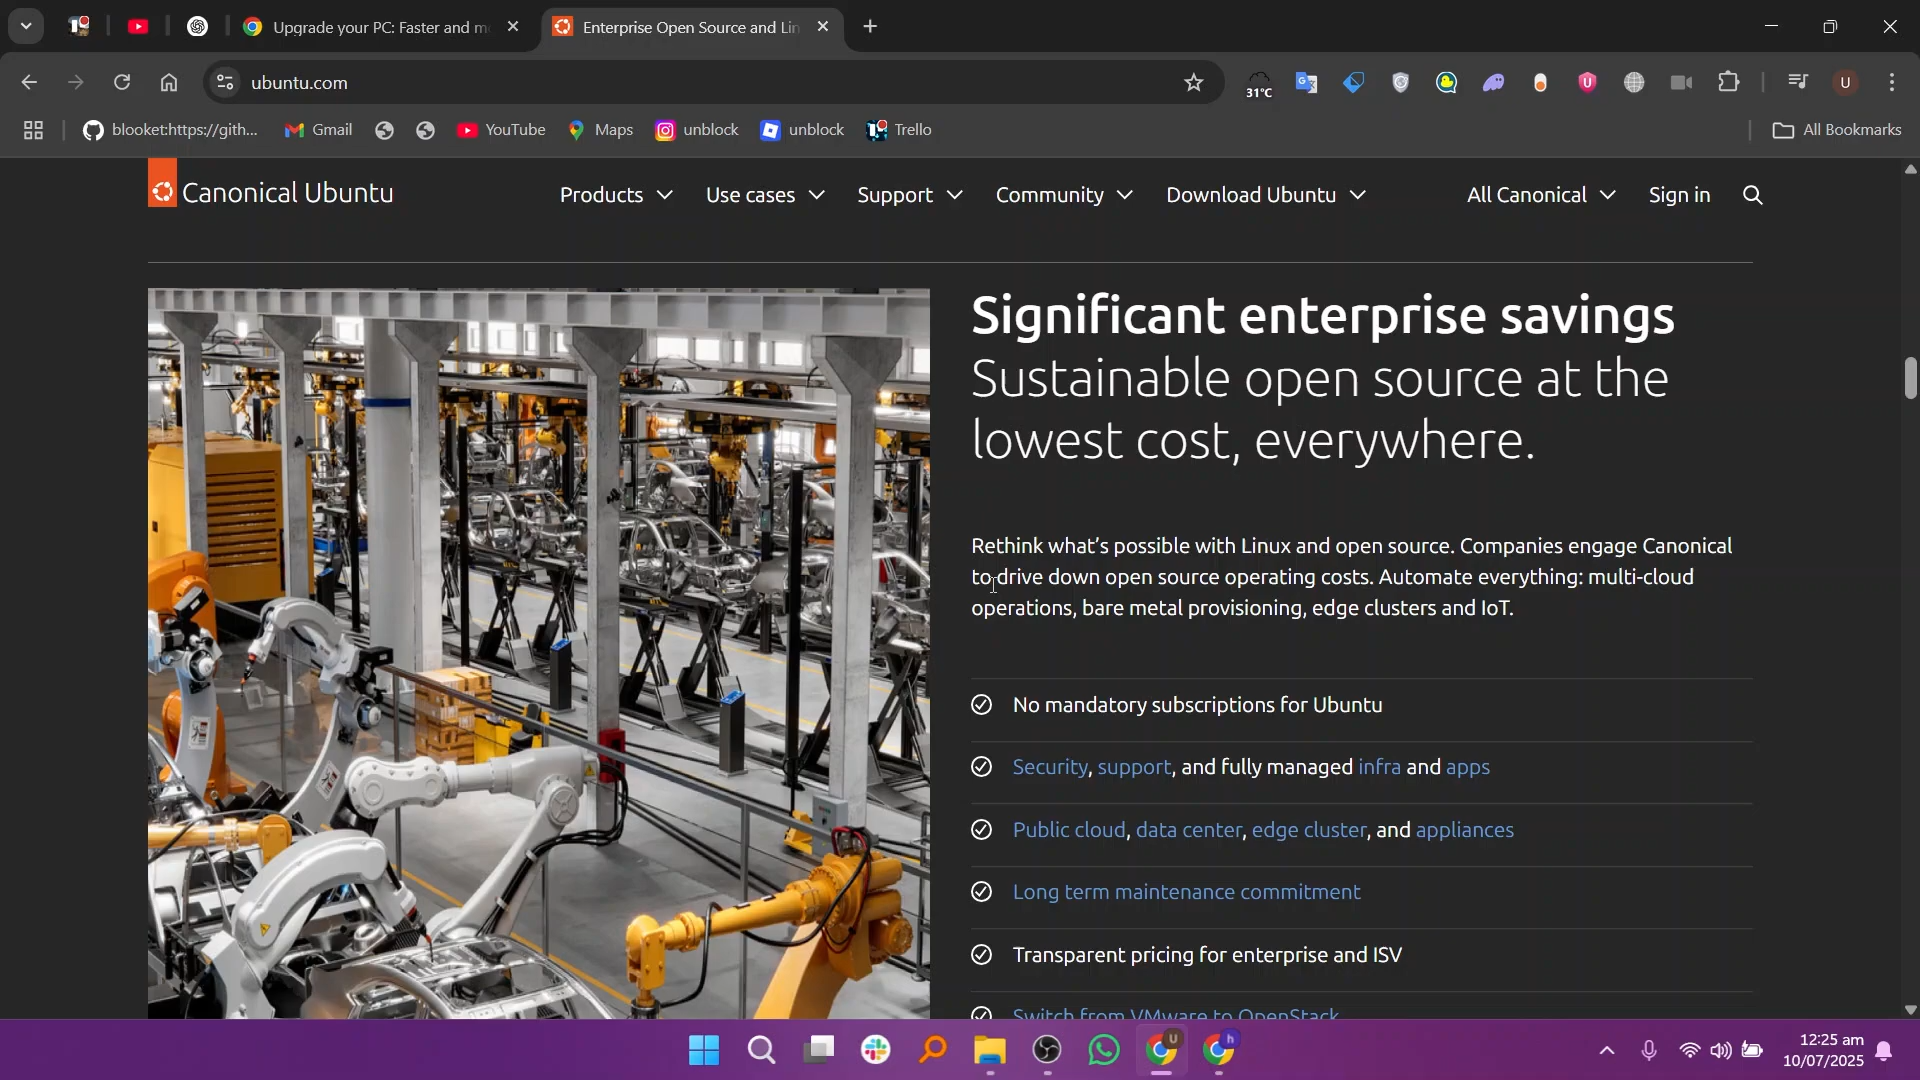 Upgrade your PC: Faster and m
Enterprise Open Source and Lin
ubuntu.com
31°C
U
blooket:https://gith...
Gmail
YouTube
Maps
unblock
unblock
Trello
All Bookmarks
Canonical Ubuntu
Products
Use cases
Support
Community
Download Ubuntu
All Canonical
Sign in
Significant enterprise savings
Sustainable open source at the
lowest cost, everywhere.
Rethink what's possible with Linux and open source. Companies engage Canonical
to drive down open source operating costs. Automate everything: multi-cloud
operations, bare metal provisioning, edge clusters and IoT.
No mandatory subscriptions for Ubuntu
Security, support, and fully managed infra and apps
Public cloud, data center, edge cluster, and appliances
Long term maintenance commitment
Transparent pricing for enterprise and ISV
Switch from VMware to OpenStack
12:25 am
10/07/2025